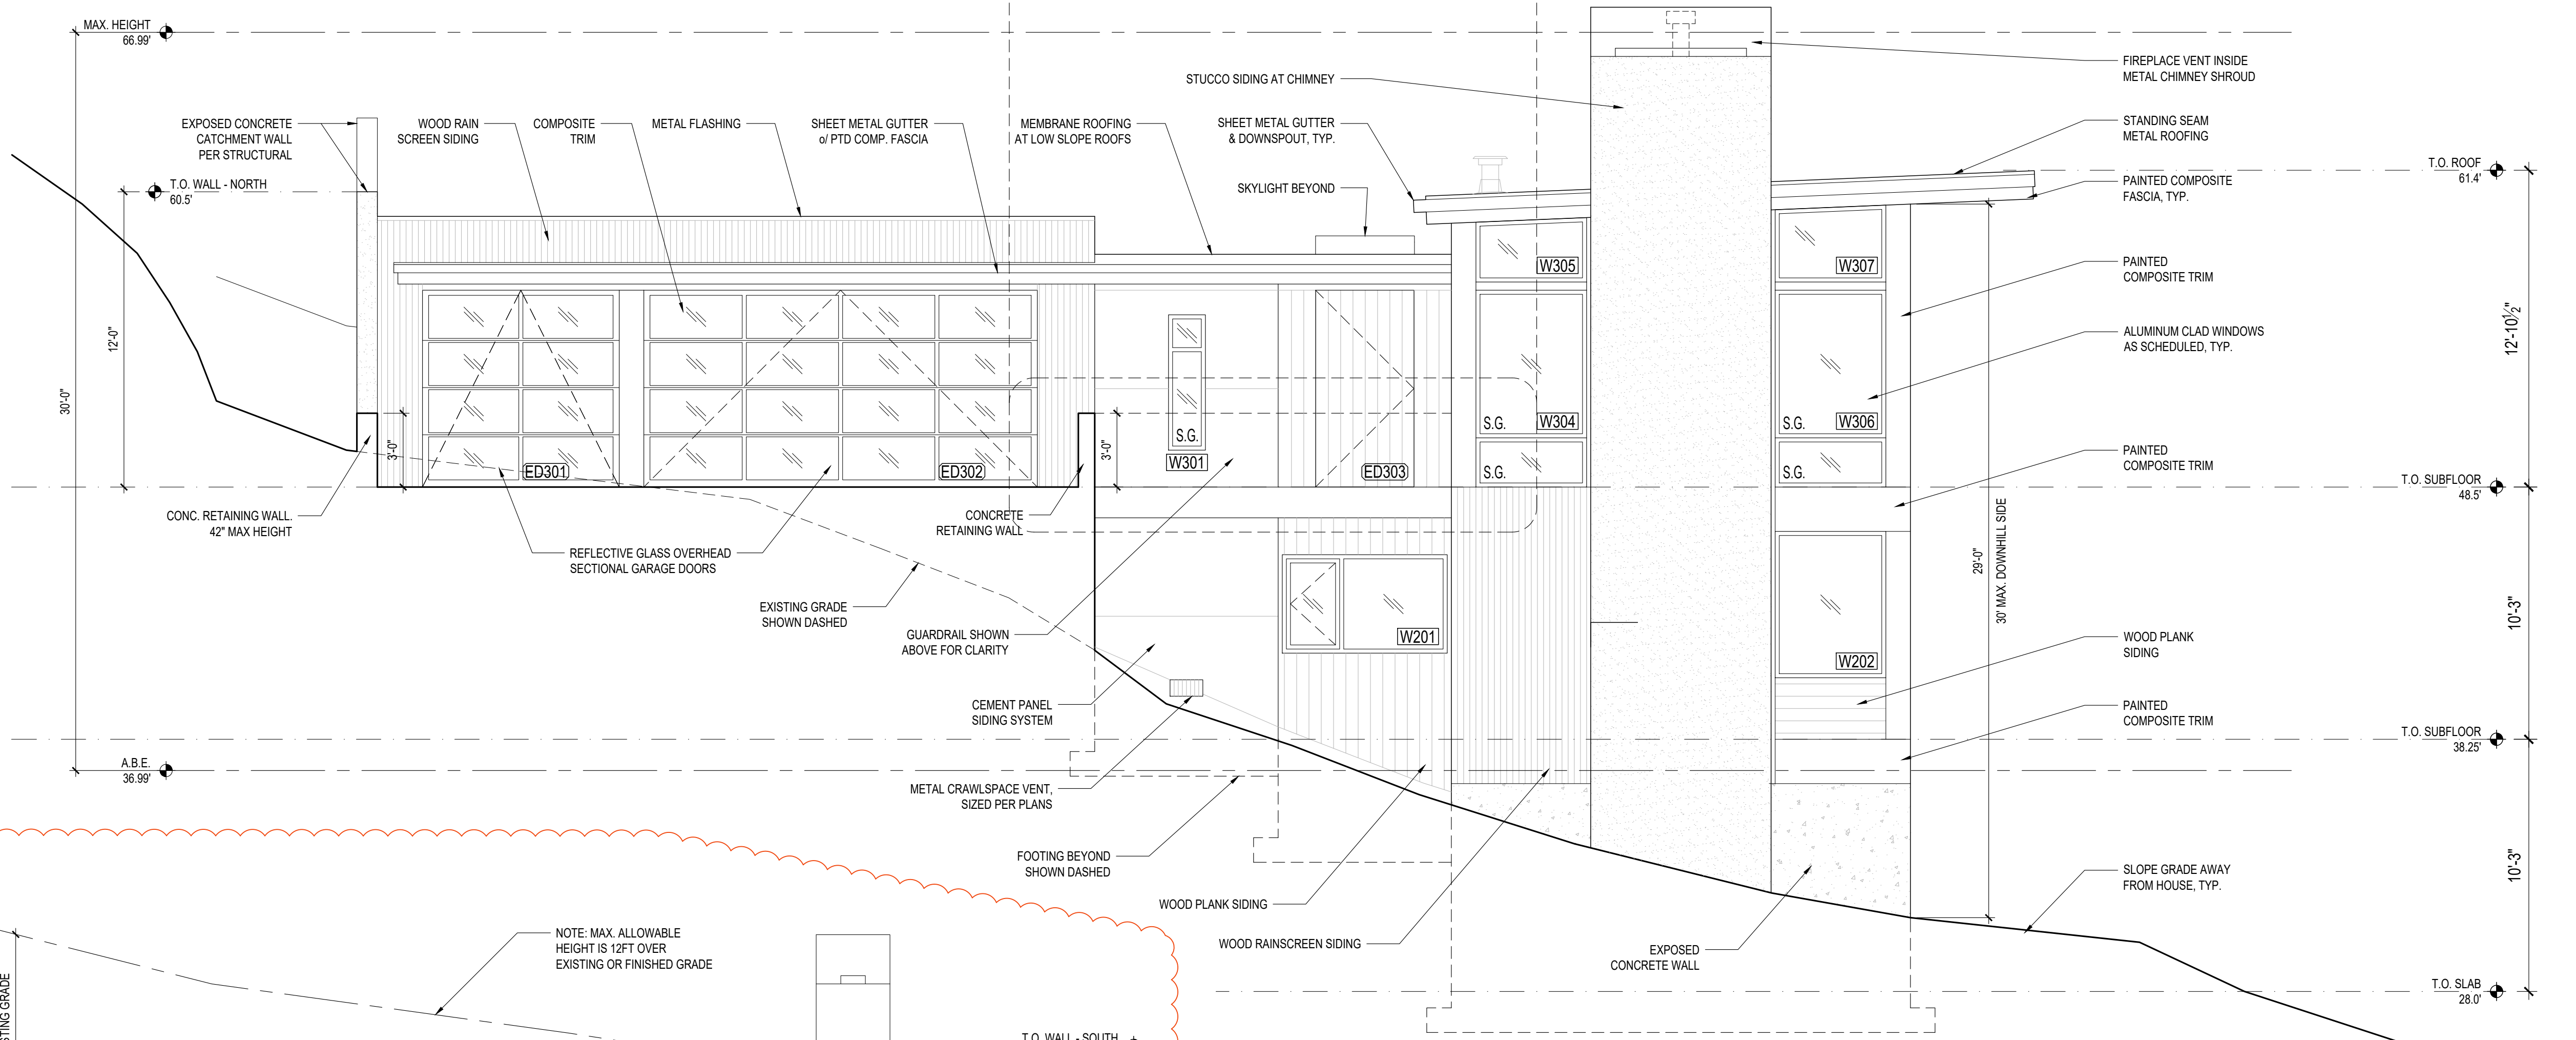 MAX. HEIGHT
66.99'
EXPOSED CONCRETE
CATCHMENT WALL
PER STRUCTURAL
WOOD RAIN
SCREEN SIDING
COMPOSITE
TRIM
METAL FLASHING
SHEET METAL GUTTER
o/ PTD COMP. FASCIA
MEMBRANE ROOFING
AT LOW SLOPE ROOFS
STUCCO SIDING AT CHIMNEY
SHEET METAL GUTTER
& DOWNSPOUT, TYP.
SKYLIGHT BEYOND
FIREPLACE VENT INSIDE
METAL CHIMNEY SHROUD
STANDING SEAM
METAL ROOFING
T.O. ROOF
61.4'
PAINTED COMPOSITE
FASCIA, TYP.
T.O. WALL - NORTH
60.5'
W305
W307
PAINTED
COMPOSITE TRIM
12'-0"
30'-0"
ALUMINUM CLAD WINDOWS
AS SCHEDULED, TYP.
12'-10½"
S.G.
S.G.
W304
S.G.
W306
3'-0"
3'-0"
W301
ED301
ED302
ED303
S.G.
S.G.
PAINTED
COMPOSITE TRIM
T.O. SUBFLOOR
48.5'
CONC. RETAINING WALL.
42" MAX HEIGHT
CONCRETE
RETAINING WALL
REFLECTIVE GLASS OVERHEAD
SECTIONAL GARAGE DOORS
29'-0"
30' MAX. DOWNHILL SIDE
EXISTING GRADE
SHOWN DASHED
GUARDRAIL SHOWN
ABOVE FOR CLARITY
W201
W202
WOOD PLANK
SIDING
10'-3"
CEMENT PANEL
SIDING SYSTEM
PAINTED
COMPOSITE TRIM
T.O. SUBFLOOR
38.25'
A.B.E.
36.99'
METAL CRAWLSPACE VENT,
SIZED PER PLANS
FOOTING BEYOND
SHOWN DASHED
SLOPE GRADE AWAY
FROM HOUSE, TYP.
10'-3"
WOOD PLANK SIDING
WOOD RAINSCREEN SIDING
EXPOSED
CONCRETE WALL
NOTE: MAX. ALLOWABLE
HEIGHT IS 12FT OVER
EXISTING OR FINISHED GRADE
T.O. SLAB
28.0'
GRADE
T.O. WALL - SOUTH